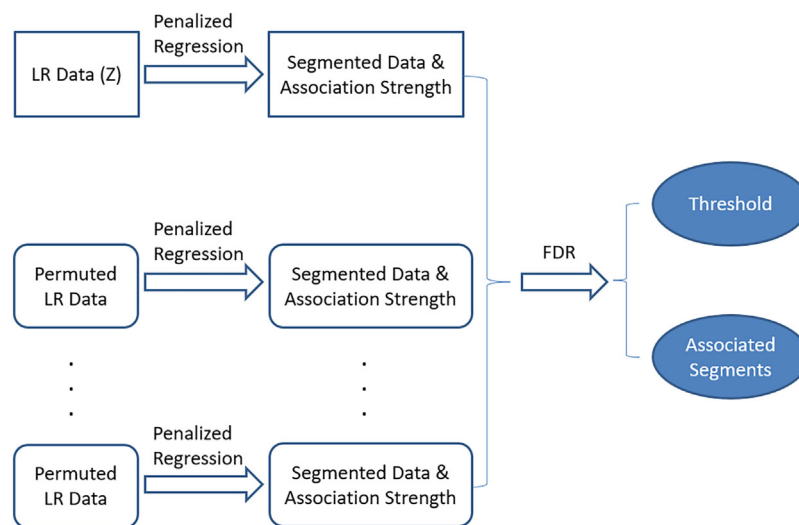 Penalized
Regression
LR Data (Z)
Segmented Data &
Association Strength
Penalized
Regression
Permuted
LR Data
Segmented Data &
Association Strength
Penalized
Regression
Permuted
LR Data
Segmented Data &
Association Strength
FDR
Threshold
Associated
Segments